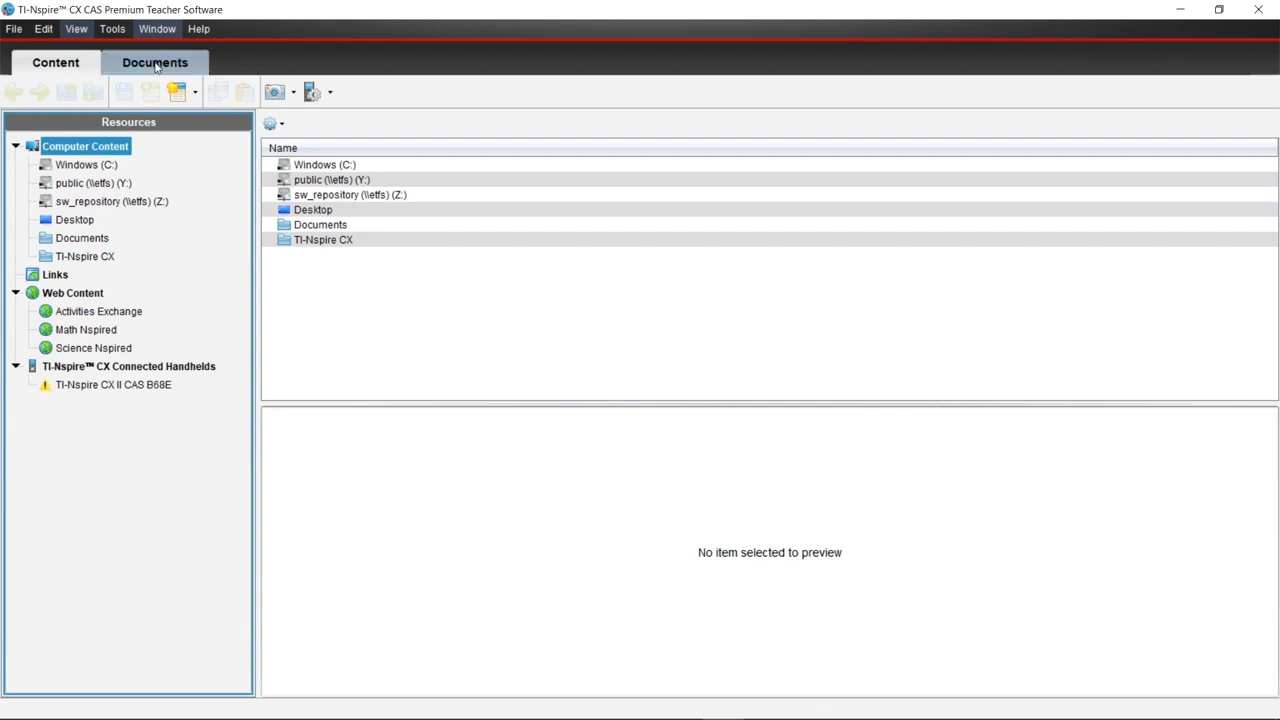 TI-Nspire™ CX CAS Premium Teacher Software
File Edit View Tools Window Help
Content Documents
Resources
Computer Content
Windows (C:)
public (\\etfs) (Y:)
sw_repository (\\etfs) (Z:)
Desktop
Documents
TI-Nspire CX
Links
Web Content
Activities Exchange
Math Nspired
Science Nspired
TI-Nspire™ CX Connected Handhelds
TI-Nspire CX II CAS B68E
Name
Windows (C:)
public (\\etfs) (Y:)
sw_repository (\\etfs) (Z:)
Desktop
Documents
TI-Nspire CX
No item selected to preview